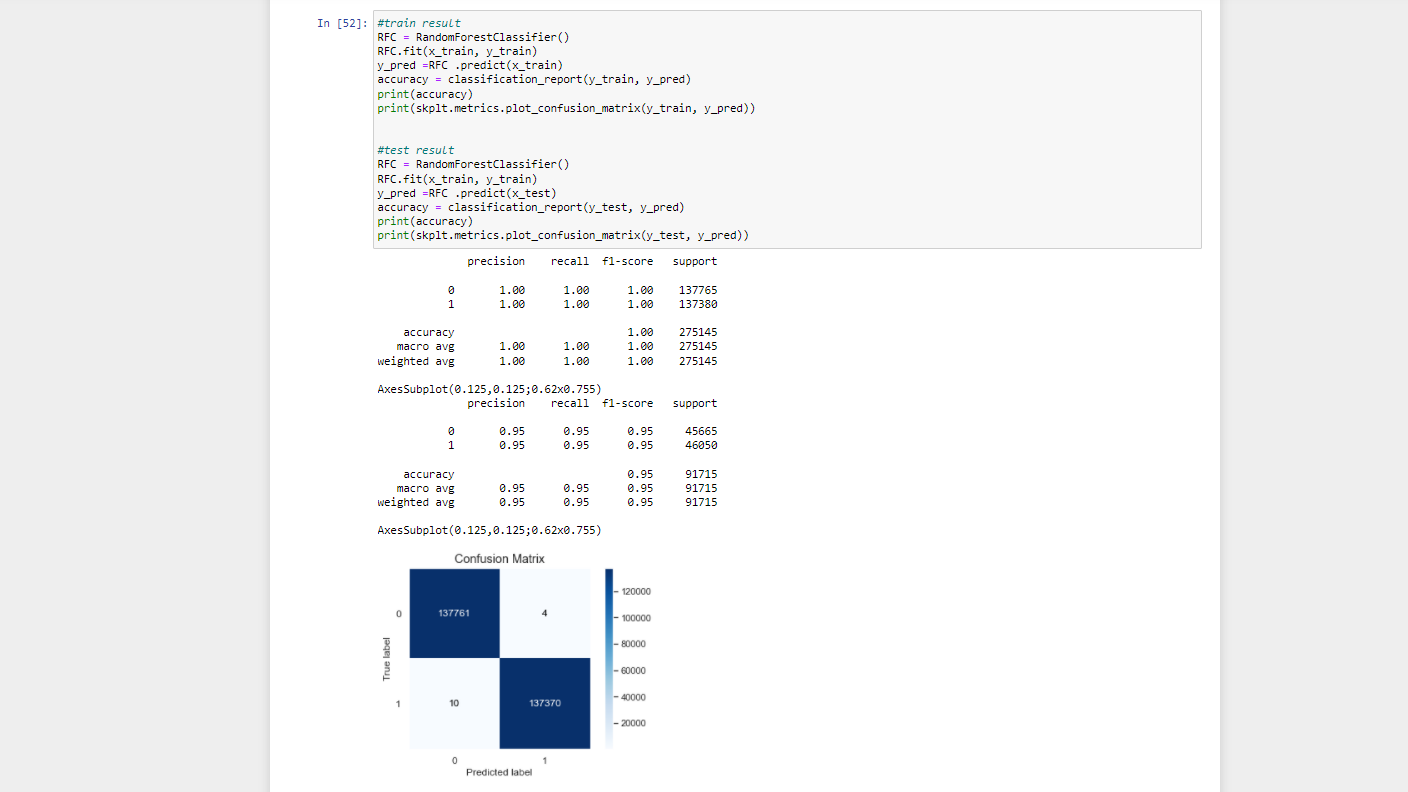 In [52]:
#train result
RFC = RandomForestClassifier()
RFC.fit(x_train, y_train)
y_pred =RFC .predict(x_train)
accuracy = classification_report(y_train, y_pred)
print(accuracy)
print(skplt.metrics.plot_confusion_matrix(y_train, y_pred))
#test result
RFC = RandomForestClassifier()
RFC.fit(x_train, y_train)
y_pred =RFC .predict(x_test)
accuracy = classification_report(y_test, y_pred)
print(accuracy)
print(skplt.metrics.plot_confusion_matrix(y_test, y_pred))
precision recall f1-score support
0 1.00 1.00 1.00 137765
1 1.00 1.00 1.00 137380
accuracy 1.00 275145
macro avg 1.00 1.00 1.00 275145
weighted avg 1.00 1.00 1.00 275145
AxesSubplot(0.125,0.125;0.62x0.755)
precision recall f1-score support
0 0.95 0.95 0.95 45665
1 0.95 0.95 0.95 46050
accuracy 0.95 91715
macro avg 0.95 0.95 0.95 91715
weighted avg 0.95 0.95 0.95 91715
AxesSubplot(0.125,0.125;0.62x0.755)
Confusion Matrix
True label
0 137761 4
1 10 137370
0 1
Predicted label
120000
100000
80000
60000
40000
20000